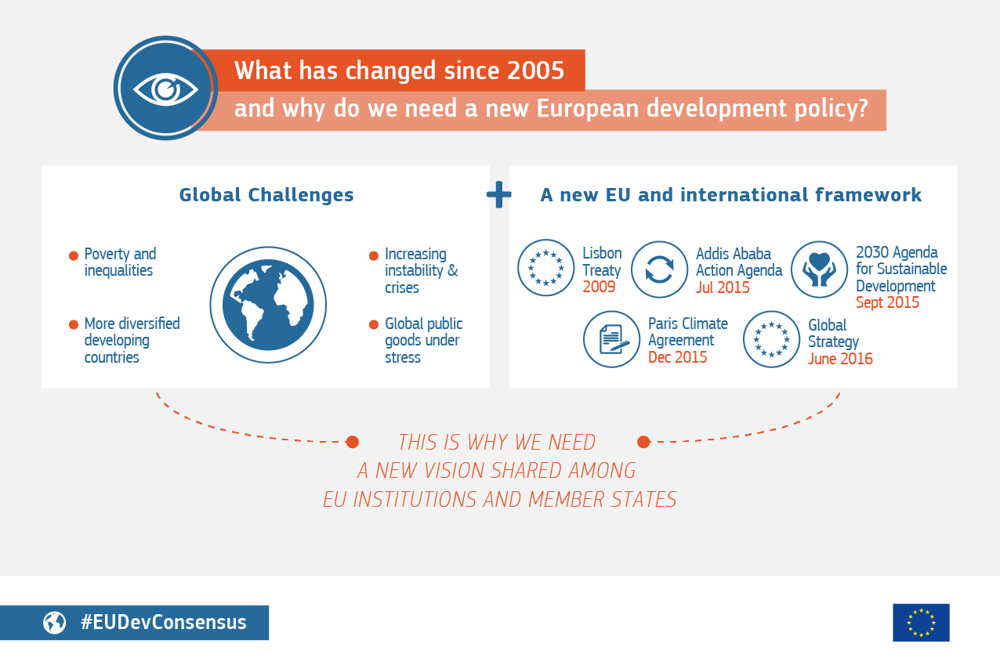 What has changed since 2005
and why do we need a new European development policy?
Global Challenges
Poverty and
inequalities
More diversified
developing
countries
Increasing
instability &
crises
Global public
goods under
stress
A new EU and international framework
Lisbon
Treaty
2009
Addis Ababa
Action Agenda
Jul 2015
2030 Agenda
for Sustainable
Development
Sept 2015
Paris Climate
Agreement
Dec 2015
Global
Strategy
June 2016
THIS IS WHY WE NEED
A NEW VISION SHARED AMONG
EU INSTITUTIONS AND MEMBER STATES
#EUDevConsensus